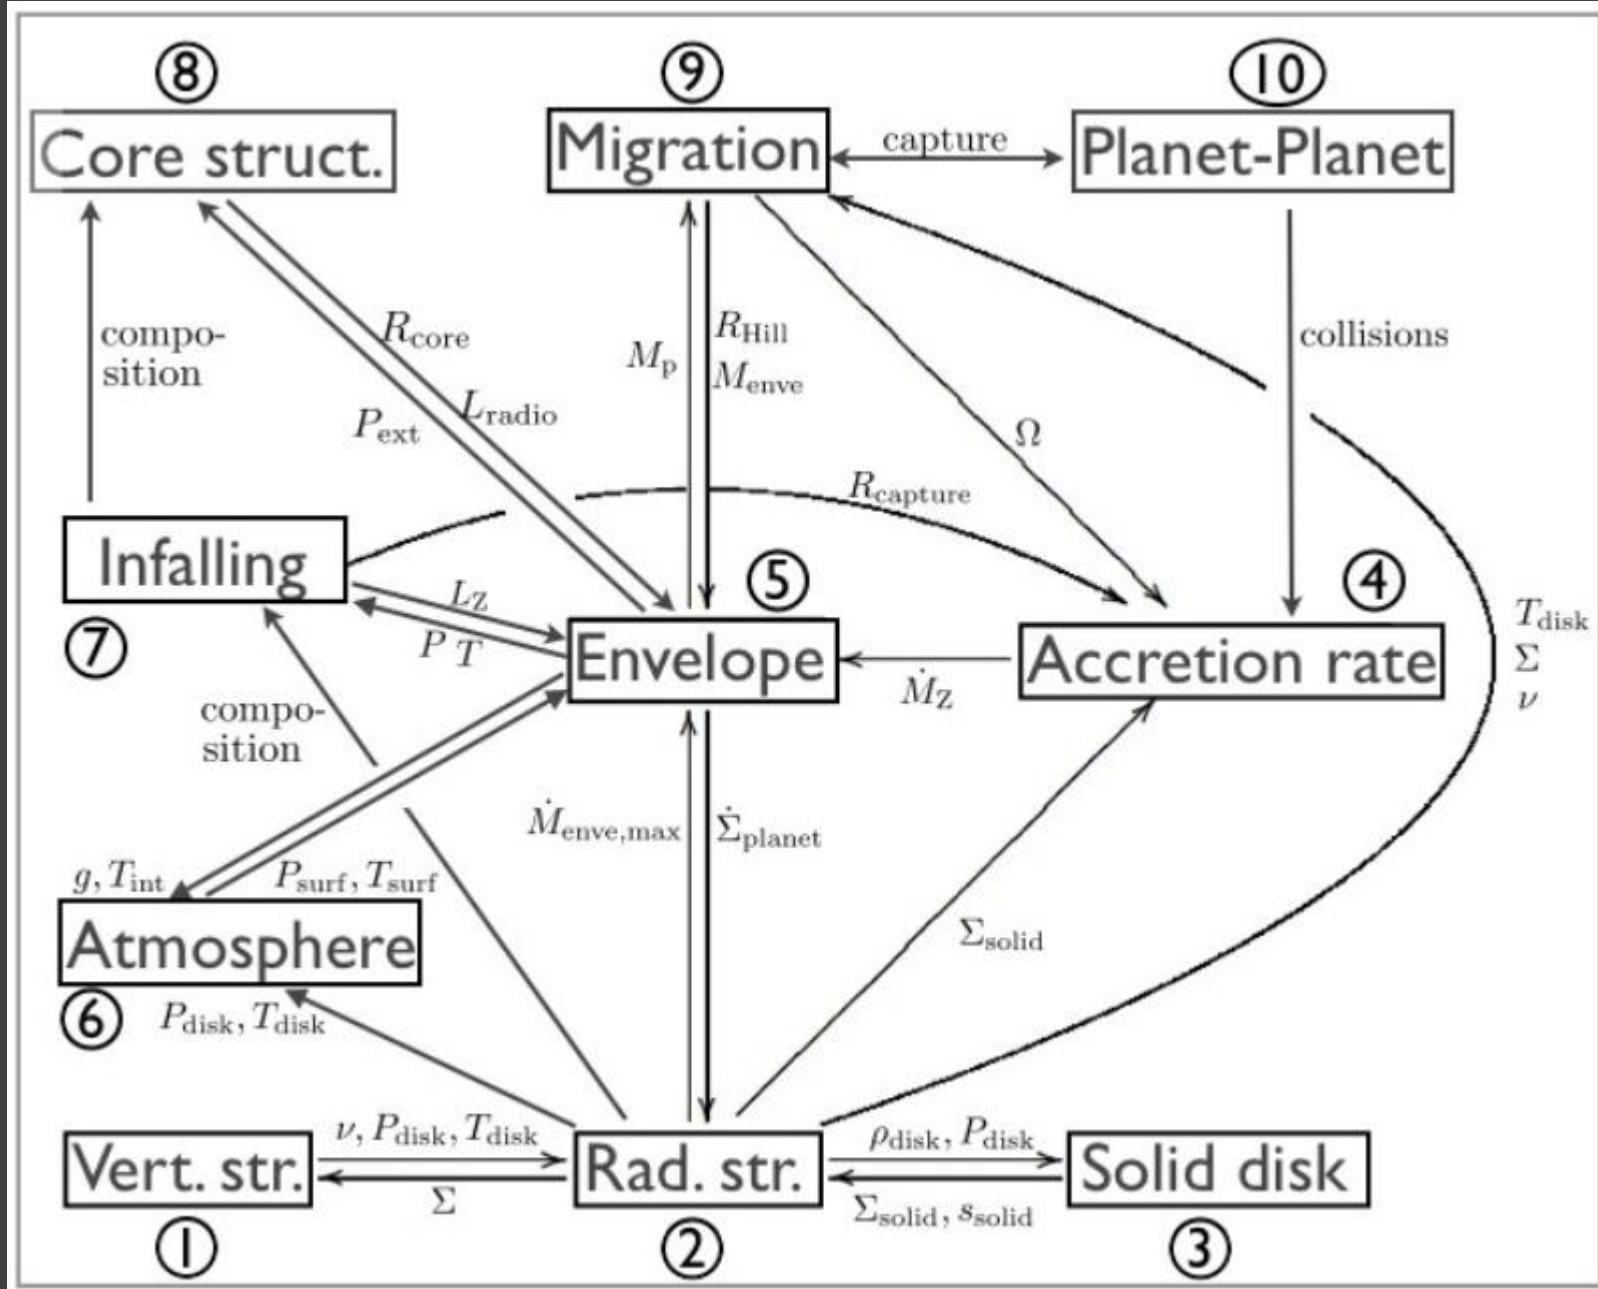 ⑧ ⑨ ⑩
Core struct. Migration capture Planet-Planet
compo-
sition
R_core
L_radio
P_ext
M_p
R_Hill
M_enve
Ω
collisions
R_capture
Infalling
⑦
L_Z
P T
⑤
Envelope
④
Accretion rate
Ṁ_Z
T_disk
Σ
ν
compo-
sition
Ṁ_enve,max
Σ̇_planet
g, T_int
P_surf, T_surf
Σ_solid
Atmosphere
⑥
P_disk, T_disk
Vert. str.
ν, P_disk, T_disk
Σ
Rad. str.
ρ_disk, P_disk
Σ_solid, s_solid
Solid disk
① ② ③